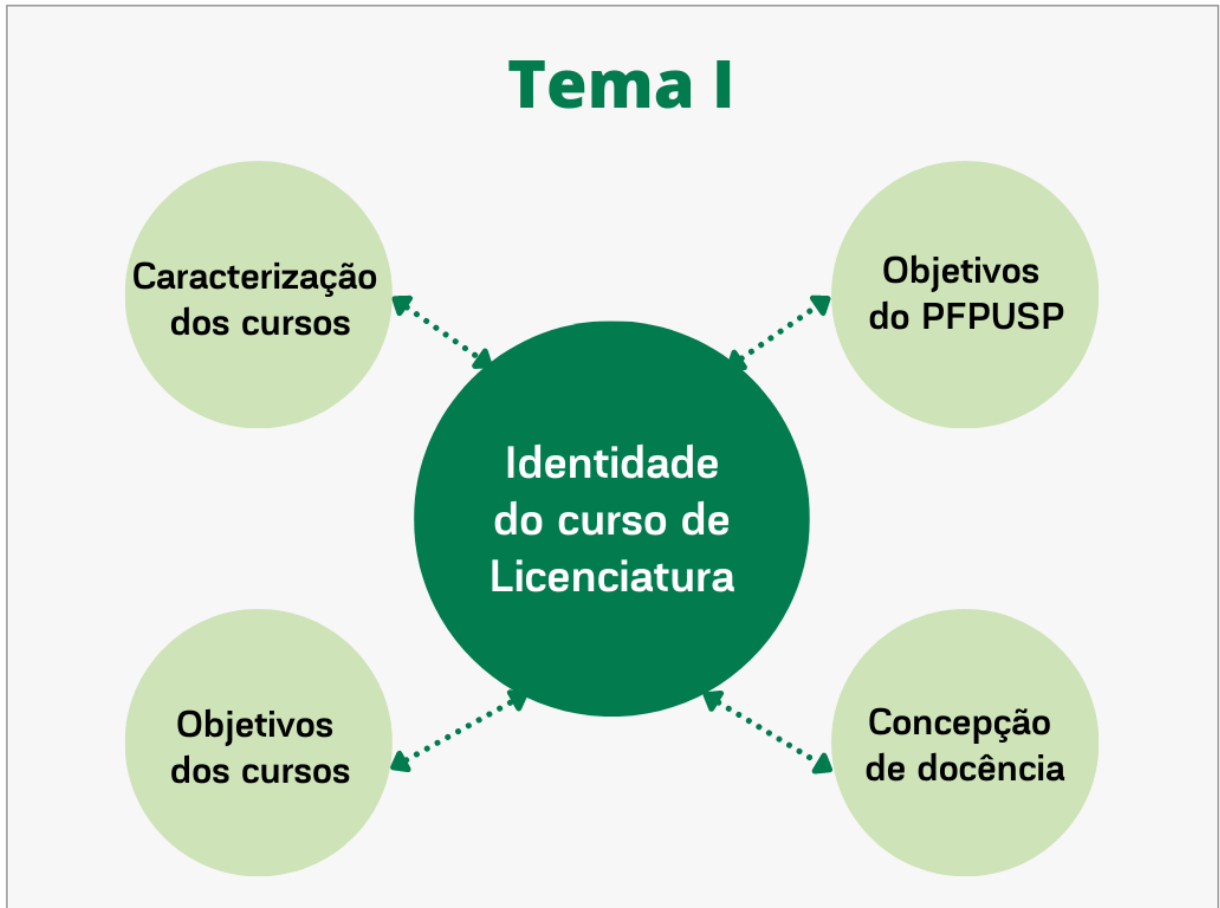 Tema I
Caracterização
dos cursos
Objetivos
do PFPUSP
Identidade
do curso de
Licenciatura
Objetivos
dos cursos
Concepção
de docência